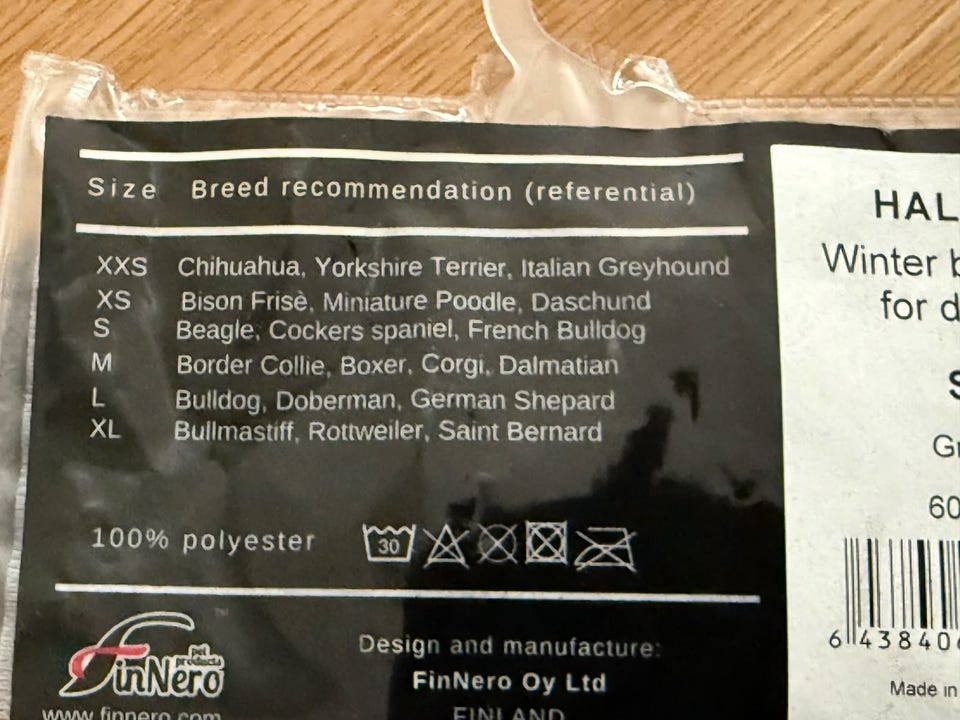 Size Breed recommendation (referential)
XXS Chihuahua, Yorkshire Terrier, Italian Greyhound
XS Bison Frisè, Miniature Poodle, Daschund
S Beagle, Cockers spaniel, French Bulldog
M Border Collie, Boxer, Corgi, Dalmatian
L Bulldog, Doberman, German Shepard
XL Bullmastiff, Rottweiler, Saint Bernard
100% polyester
30
FinNero
pet
products
™
www.finnero.com
Design and manufacture:
FinNero Oy Ltd
FINLAND
HAL
Winter b
for d
S
Gr
60
6 438406
Made in